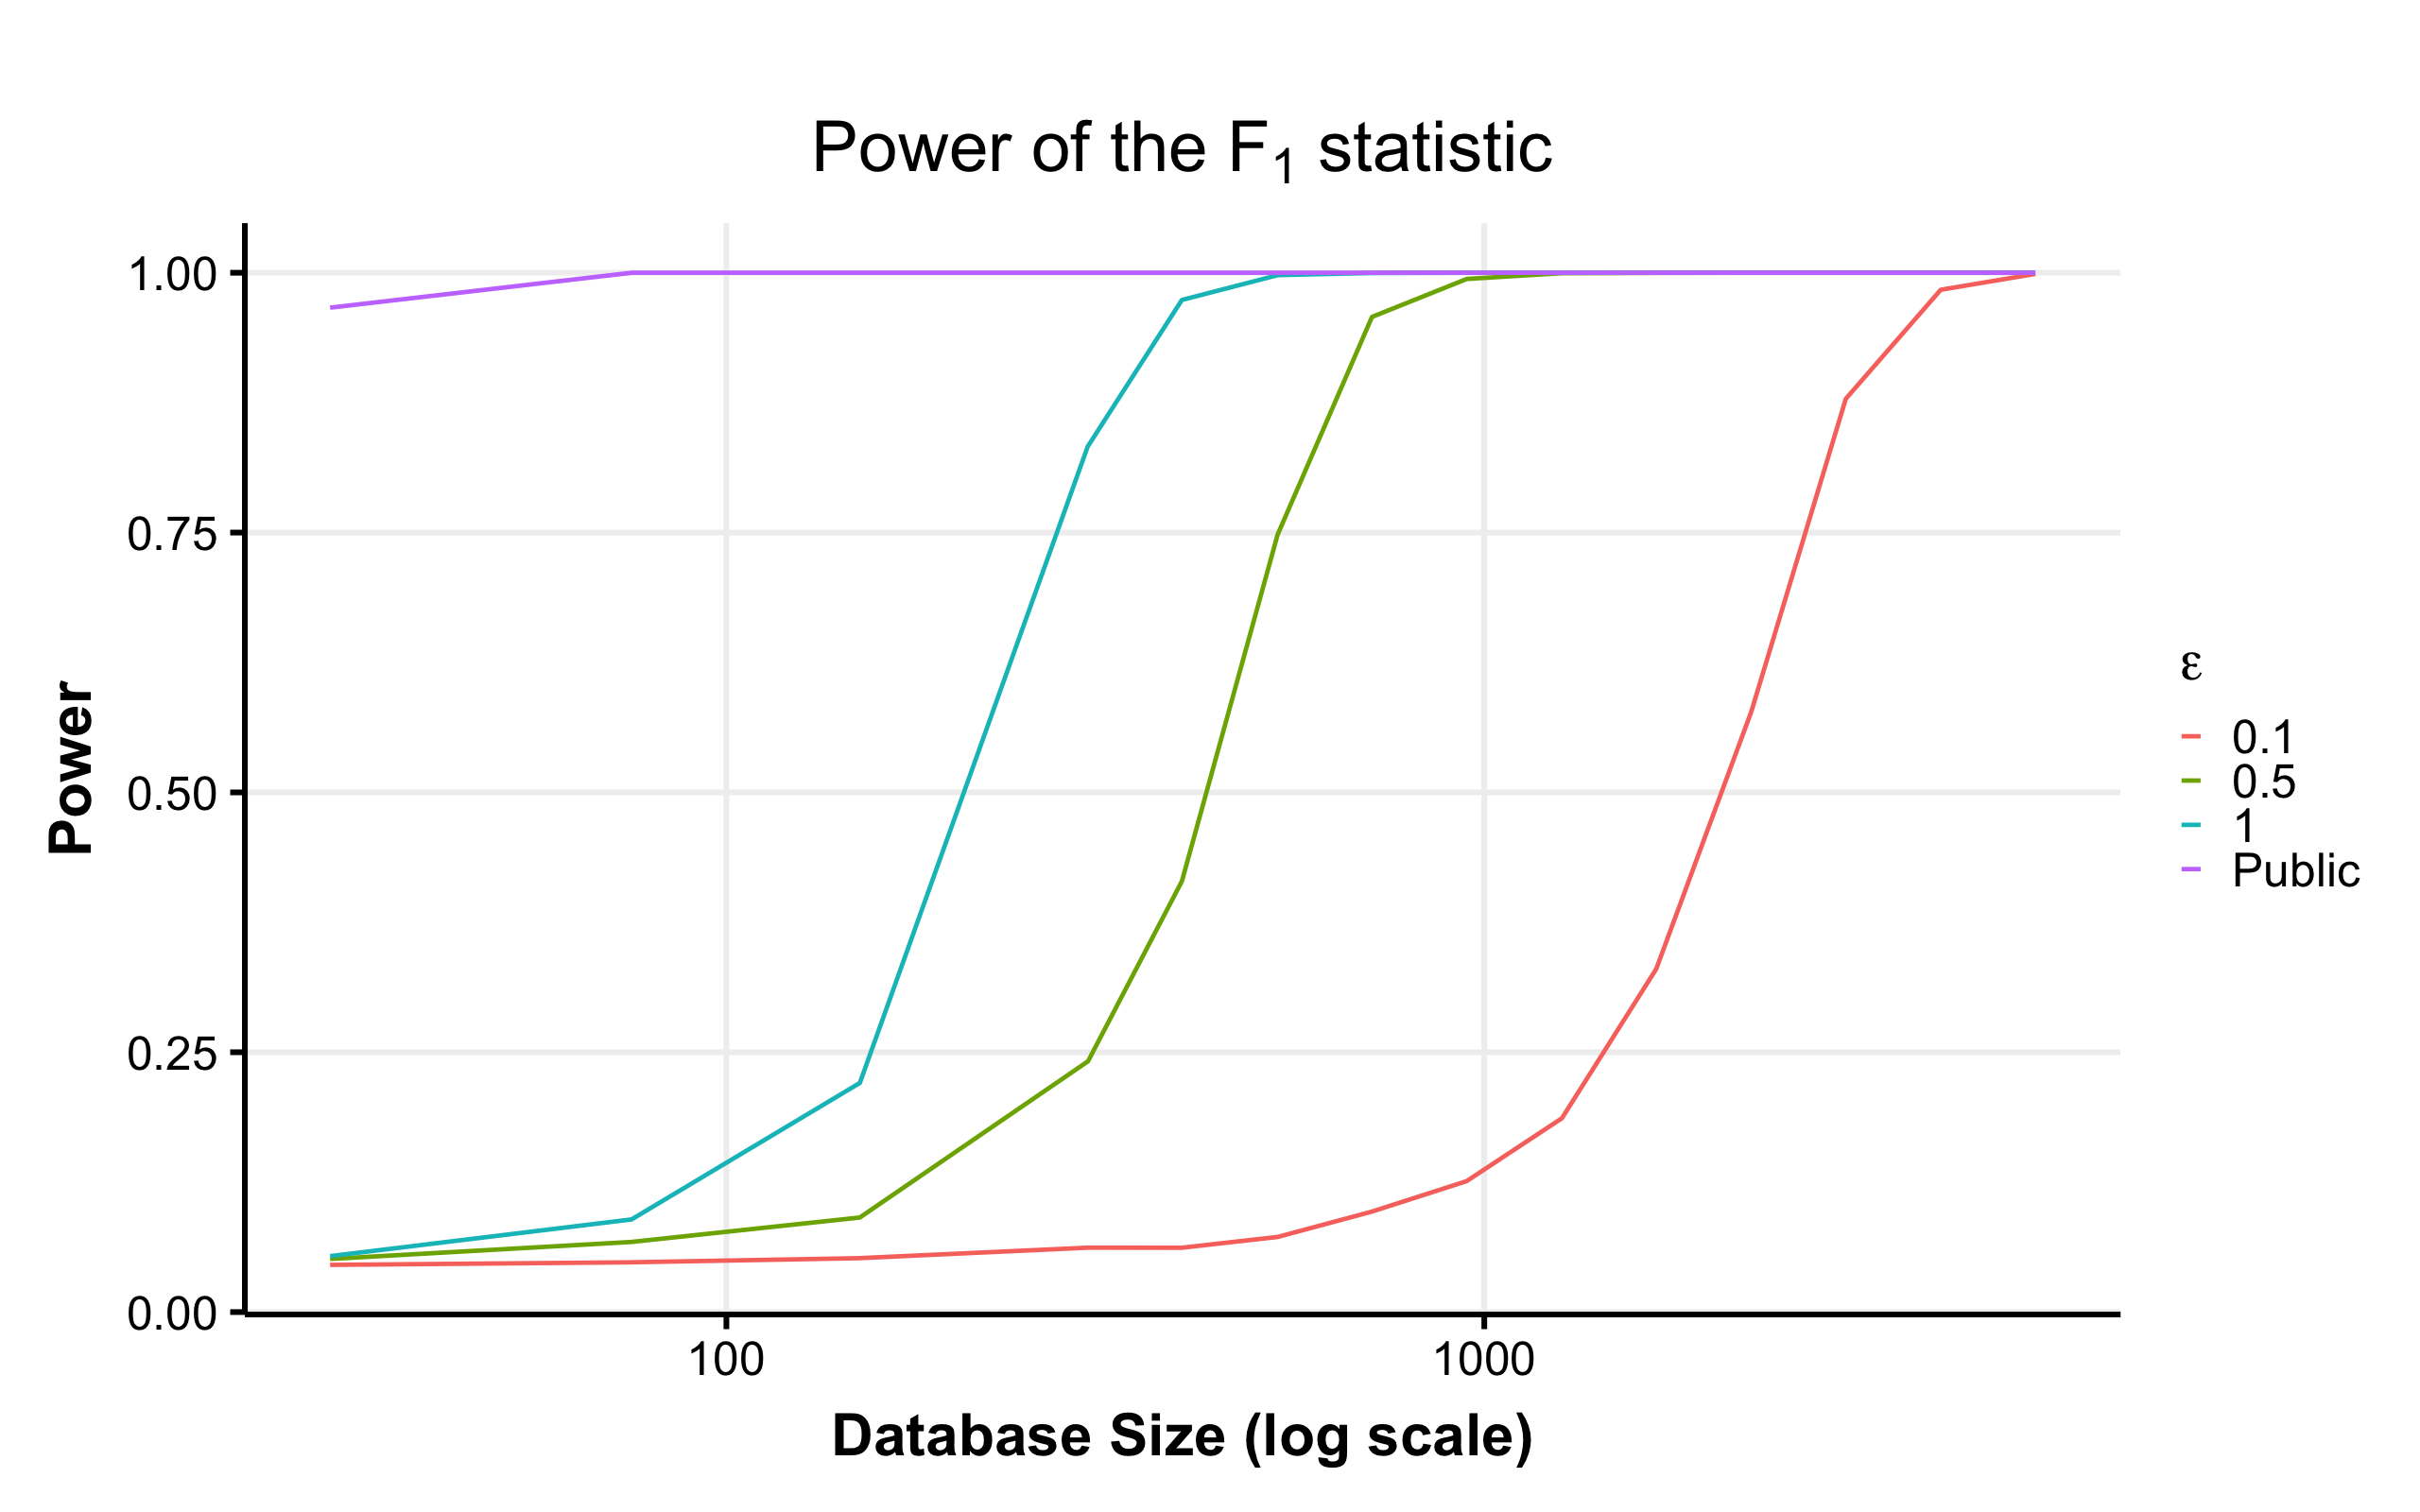 Power of the F₁ statistic
1.00
0.75
0.50
0.25
0.00
Power
100
1000
Database Size (log scale)
ε
0.1
0.5
1
Public